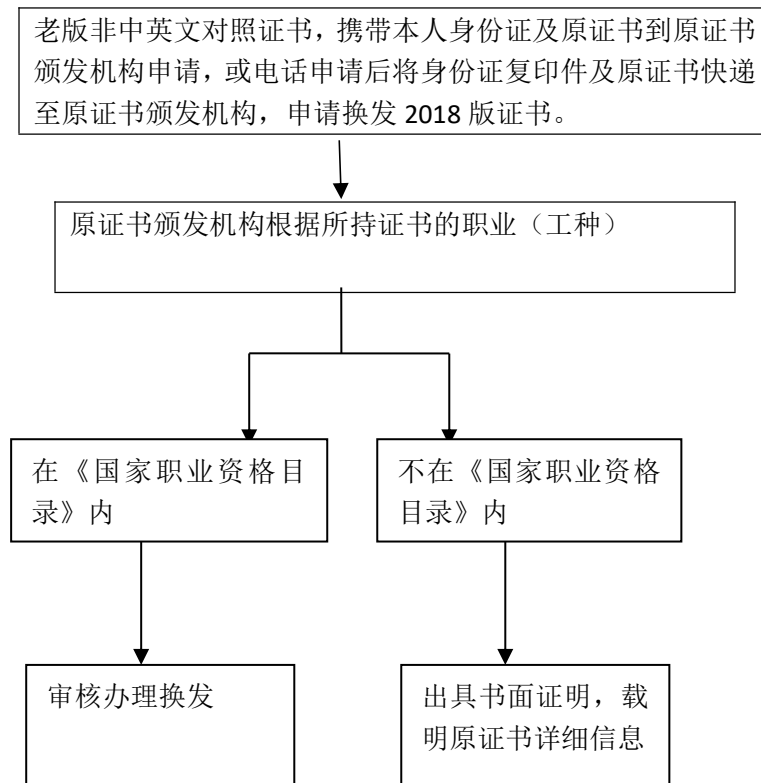 老版非中英文对照证书，携带本人身份证及原证书到原证书
颁发机构申请，或电话申请后将身份证复印件及原证书快递
至原证书颁发机构，申请换发 2018 版证书。
原证书颁发机构根据所持证书的职业（工种）
在《国家职业资格目
录》内
不在《国家职业资格
目录》内
审核办理换发
出具书面证明，载
明原证书详细信息